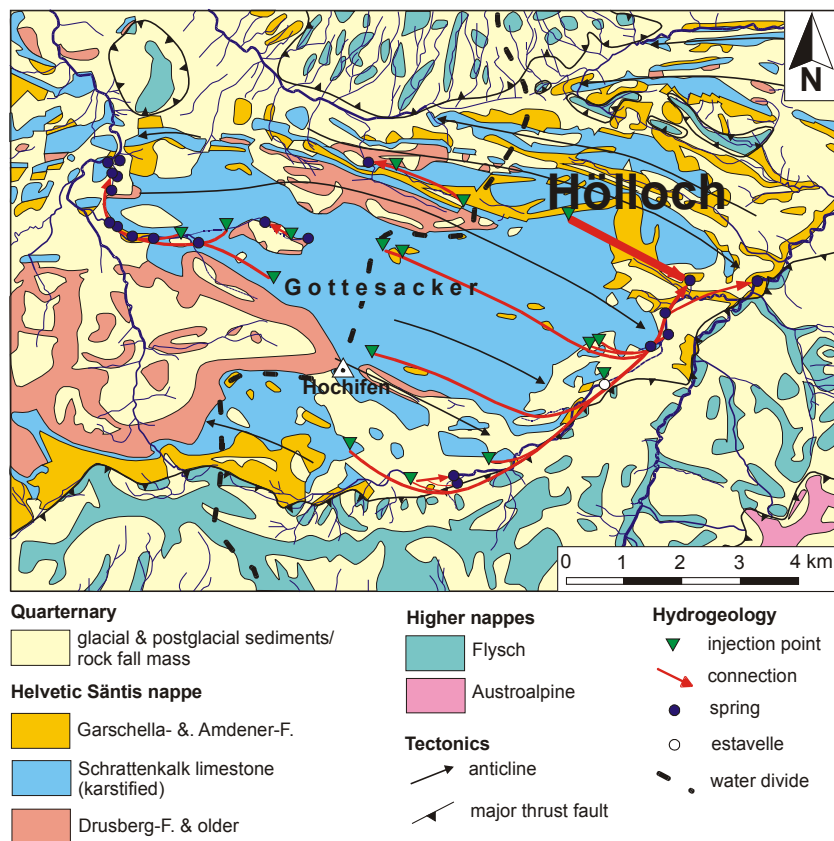 N
Hölloch
Gottesacker
Hochifen
0 1 2 3 4 km
Quarternary
glacial & postglacial sediments/
rock fall mass
Helvetic Säntis nappe
Garschella- &. Amdener-F.
Schrattenkalk limestone
(karstified)
Drusberg-F. & older
Higher nappes
Flysch
Austroalpine
Tectonics
anticline
major thrust fault
Hydrogeology
injection point
connection
spring
estavelle
water divide